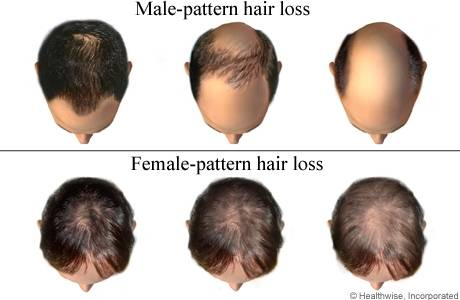 Male-pattern hair loss
Female-pattern hair loss
© Healthwise, Incorporated